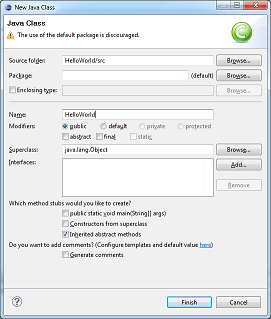 New Java Class
Java Class
The use of the default package is discouraged.
Source folder: HelloWorld/src Browse...
Package: (default) Browse...
Enclosing type: Browse...
Name: HelloWorld
Modifiers: public default private protected
abstract final static
Superclass: java.lang.Object Browse...
Interfaces: Add...
Remove
Which method stubs would you like to create?
public static void main(String[] args)
Constructors from superclass
Inherited abstract methods
Do you want to add comments? (Configure templates and default value here)
Generate comments
? Finish Cancel